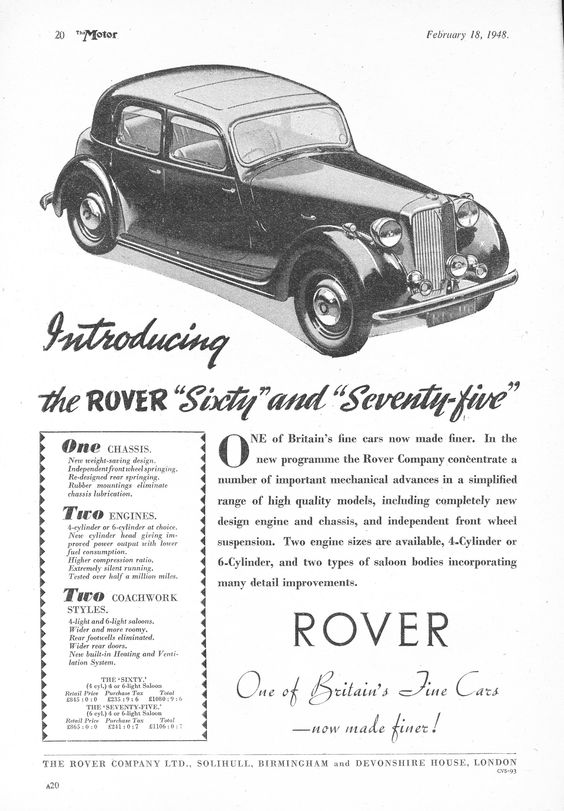 20 The Motor February 18, 1948.
Introducing
the ROVER "Sixty" and "Seventy-five"
One CHASSIS.
New weight-saving design.
Independent front wheel springing.
Re-designed rear springing.
Rubber mountings eliminate
chassis lubrication.
Two ENGINES.
4-cylinder or 6-cylinder at choice.
New cylinder head giving im-
proved power output with lower
fuel consumption.
Higher compression ratio.
Extremely silent running.
Tested over half a million miles.
Two COACHWORK
STYLES.
4-light and 6-light saloons.
Wider and more roomy.
Rear footwells eliminated.
Wider rear doors.
New built-in Heating and Venti-
lation System.
THE 'SIXTY.'
(4 cyl.) 4 or 6-light Saloon
Retail Price Purchase Tax Total
£845 : 0 : 0 £235 : 9 : 6 £1080 : 9 : 6
THE 'SEVENTY-FIVE.'
(6 cyl.) 4 or 6-light Saloon
Retail Price Purchase Tax Total
£865 : 0 : 0 £241 : 0 : 7 £1106 : 0 : 7
ONE of Britain's fine cars now made finer. In the
new programme the Rover Company concentrate a
number of important mechanical advances in a simplified
range of high quality models, including completely new
design engine and chassis, and independent front wheel
suspension. Two engine sizes are available, 4-Cylinder or
6-Cylinder, and two types of saloon bodies incorporating
many detail improvements.
ROVER
One of Britain's Fine Cars
—now made finer!
THE ROVER COMPANY LTD., SOLIHULL, BIRMINGHAM and DEVONSHIRE HOUSE, LONDON
CVS-93
A20